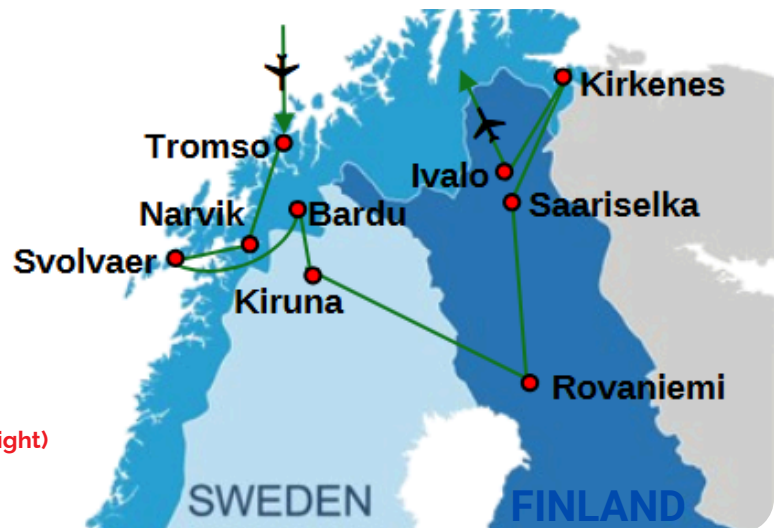 Kirkenes
Tromso
Ivalo
Saariselka
Narvik
Bardu
Svolvaer
Kiruna
Rovaniemi
ight)
SWEDEN
FINLAND